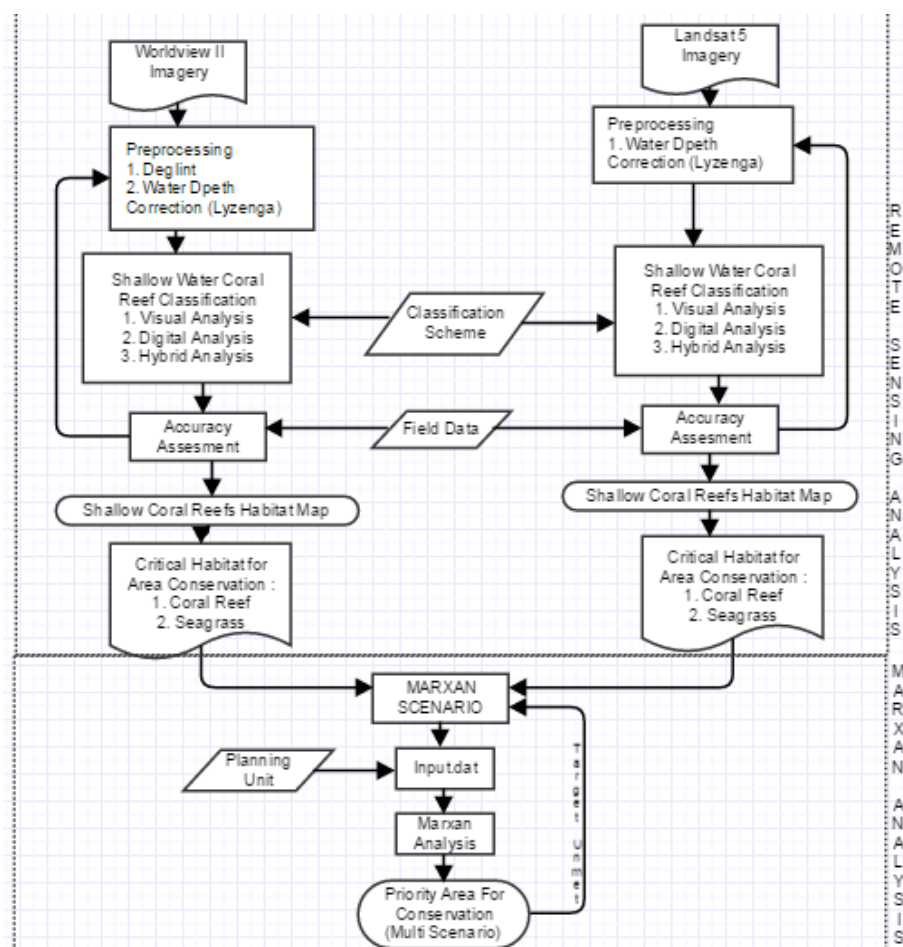 Worldview II
Imagery
Landsat 5
Imagery
Preprocessing
1. Deglint
2. Water Dpeth
Correction (Lyzenga)
Preprocessing
1. Water Dpeth
Correction (Lyzenga)
Shallow Water Coral
Reef Classification
1. Visual Analysis
2. Digital Analysis
3. Hybrid Analysis
Classification
Scheme
Shallow Water Coral
Reef Classification
1. Visual Analysis
2. Digital Analysis
3. Hybrid Analysis
Accuracy
Assesment
Field Data
Accuracy
Assesment
Shallow Coral Reefs Habitat Map
Shallow Coral Reefs Habitat Map
Critical Habitat for
Area Conservation :
1. Coral Reef
2. Seagrass
Critical Habitat for
Area Conservation :
1. Coral Reef
2. Seagrass
REMOTE SENSING ANALYSIS
MARXAN
SCENARIO
Planning
Unit
Input.dat
Target Unmet
Marxan
Analysis
Priority Area For
Conservation
(Multi Scenario)
MARXAN ANALYSIS